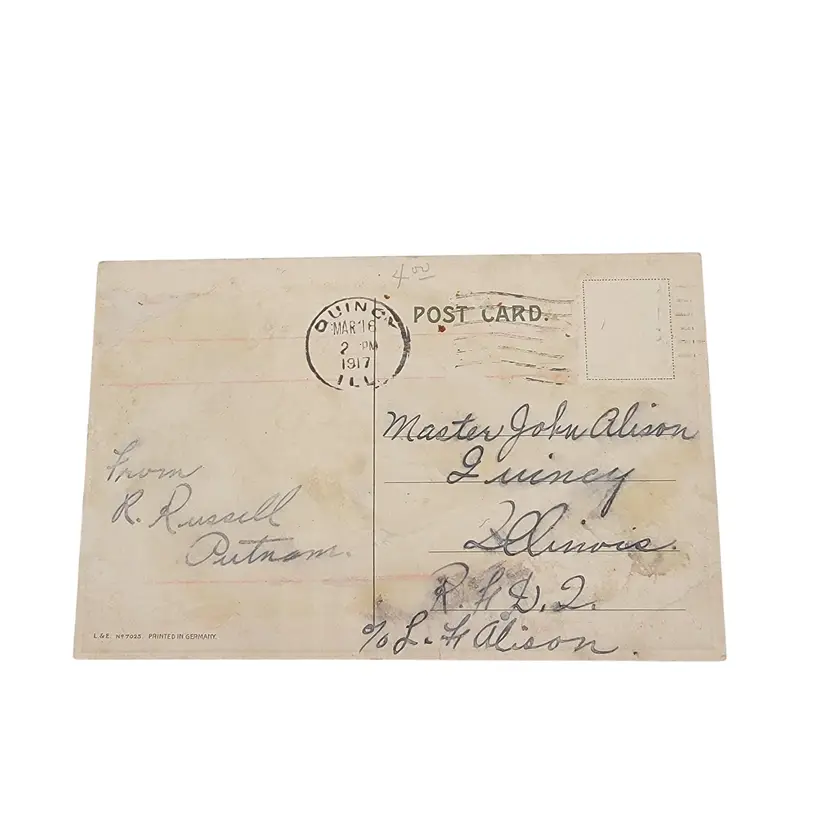 4.00
POST CARD.
QUINCY
MAR 16
2 PM
1917
ILL.
Master John Alison
Quincy
Illinois.
R.F.D. 2.
c/o L. F. Alison.
From
R. Russell
Putnam.
L. & E. No 7023. PRINTED IN GERMANY.